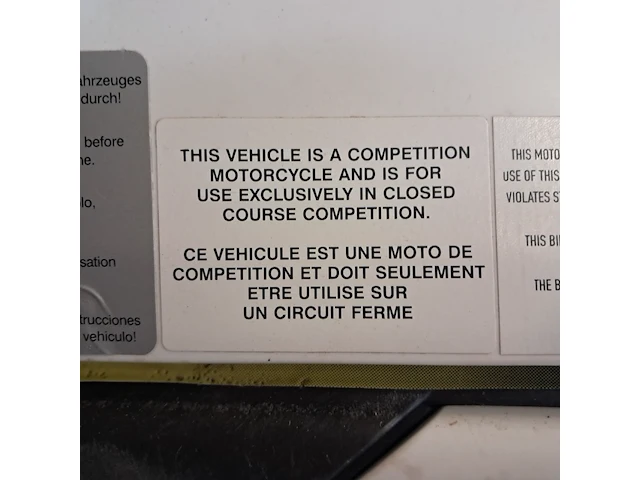 ahrzeuges
durch!
before
ne.
lo,
sation
trucciones
vehiculo!
THIS VEHICLE IS A COMPETITION
MOTORCYCLE AND IS FOR
USE EXCLUSIVELY IN CLOSED
COURSE COMPETITION.
CE VEHICULE EST UNE MOTO DE
COMPETITION ET DOIT SEULEMENT
ETRE UTILISE SUR
UN CIRCUIT FERME
THIS MOTO
USE OF THIS
VIOLATES ST
THIS BI
THE B